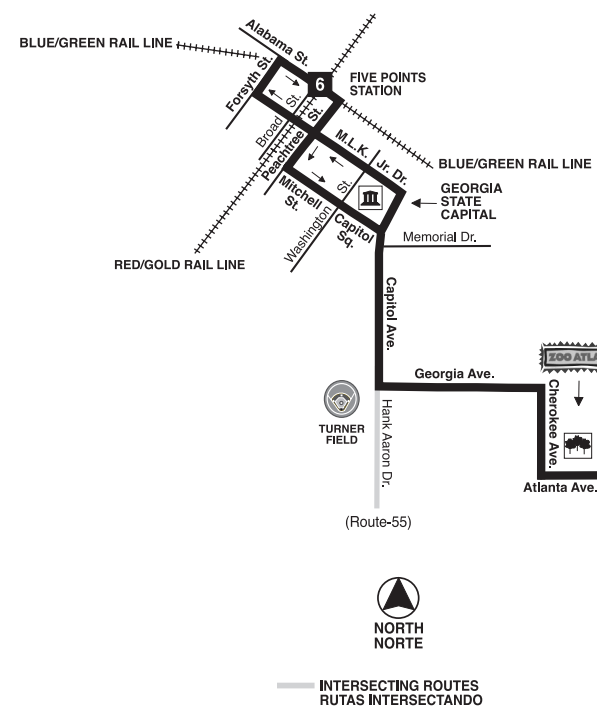 Alabama St.
BLUE/GREEN RAIL LINE
Forsyth St.
6
FIVE POINTS
STATION
Broad
St.
Peachtree
St.
M.L.K.
Jr. Dr.
BLUE/GREEN RAIL LINE
GEORGIA
STATE
CAPITAL
Mitchell
St.
Washington
St.
Capitol
Sq.
Memorial Dr.
RED/GOLD RAIL LINE
Capitol Ave.
Georgia Ave.
ZOO ATLA
Cherokee Ave.
TURNER
FIELD
Hank Aaron Dr.
Atlanta Ave.
(Route-55)
NORTH
NORTE
INTERSECTING ROUTES
RUTAS INTERSECTANDO